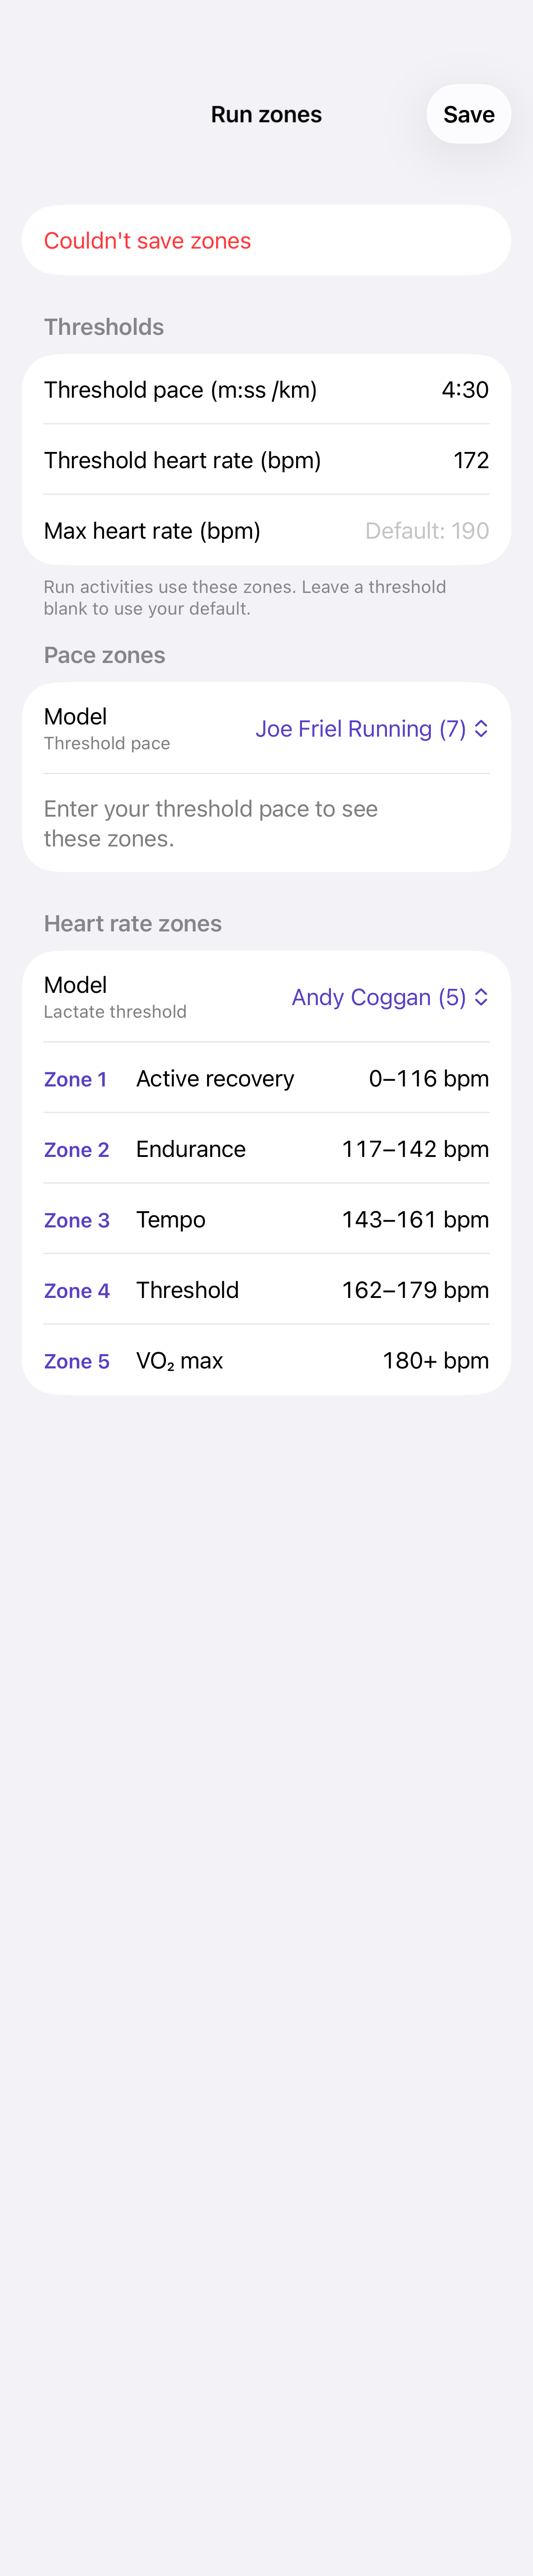 Run zones
Save
Couldn't save zones
Thresholds
Threshold pace (m:ss /km)
4:30
Threshold heart rate (bpm)
172
Max heart rate (bpm)
Default: 190
Run activities use these zones. Leave a threshold
blank to use your default.
Pace zones
Model
Threshold pace
Joe Friel Running (7)
Enter your threshold pace to see
these zones.
Heart rate zones
Model
Lactate threshold
Andy Coggan (5)
Zone 1 Active recovery 0–116 bpm
Zone 2 Endurance 117–142 bpm
Zone 3 Tempo 143–161 bpm
Zone 4 Threshold 162–179 bpm
Zone 5 VO₂ max 180+ bpm